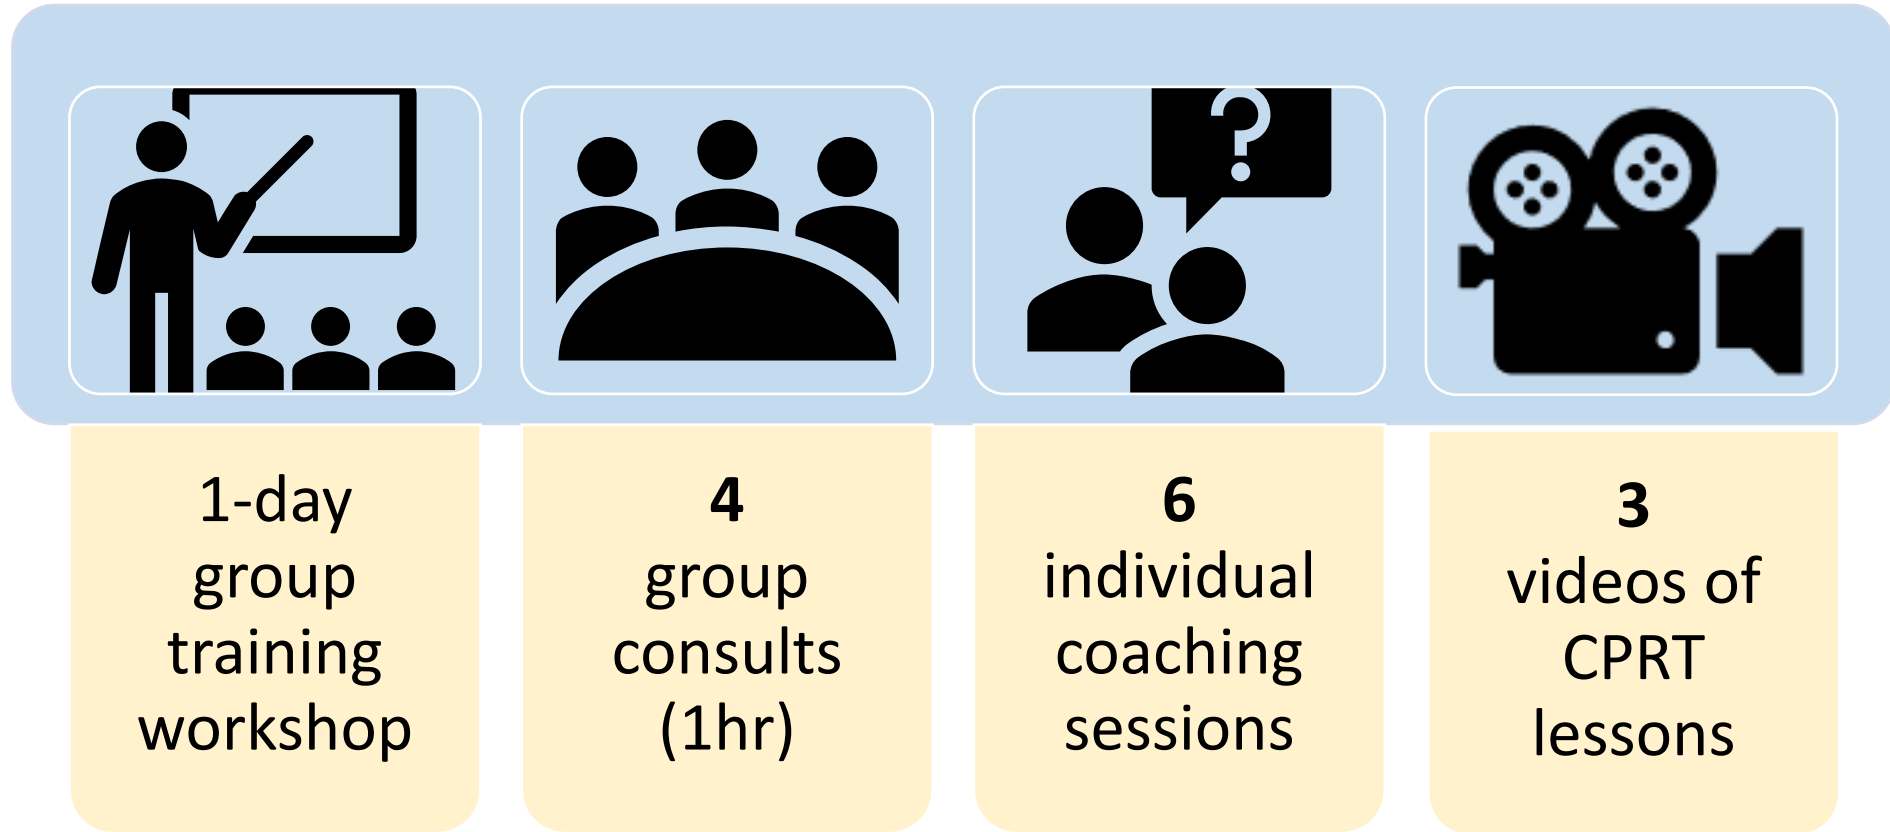 ?
1-day
group
training
workshop
4
group
consults
(1hr)
6
individual
coaching
sessions
3
videos of
CPRT
lessons